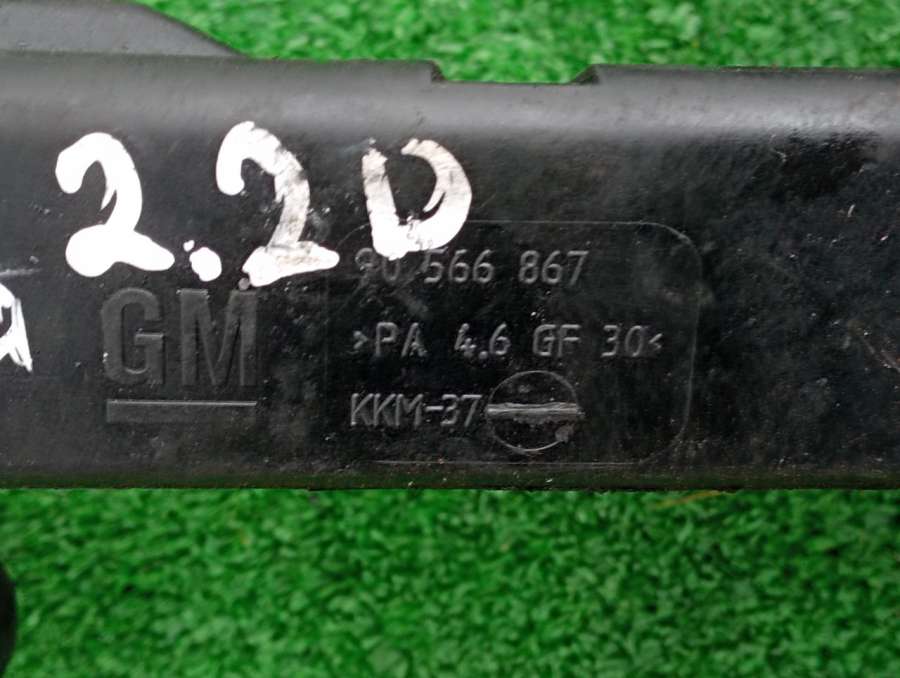 2.2D
90 566 867
GM
>PA 4.6 GF 30<
KKM-37